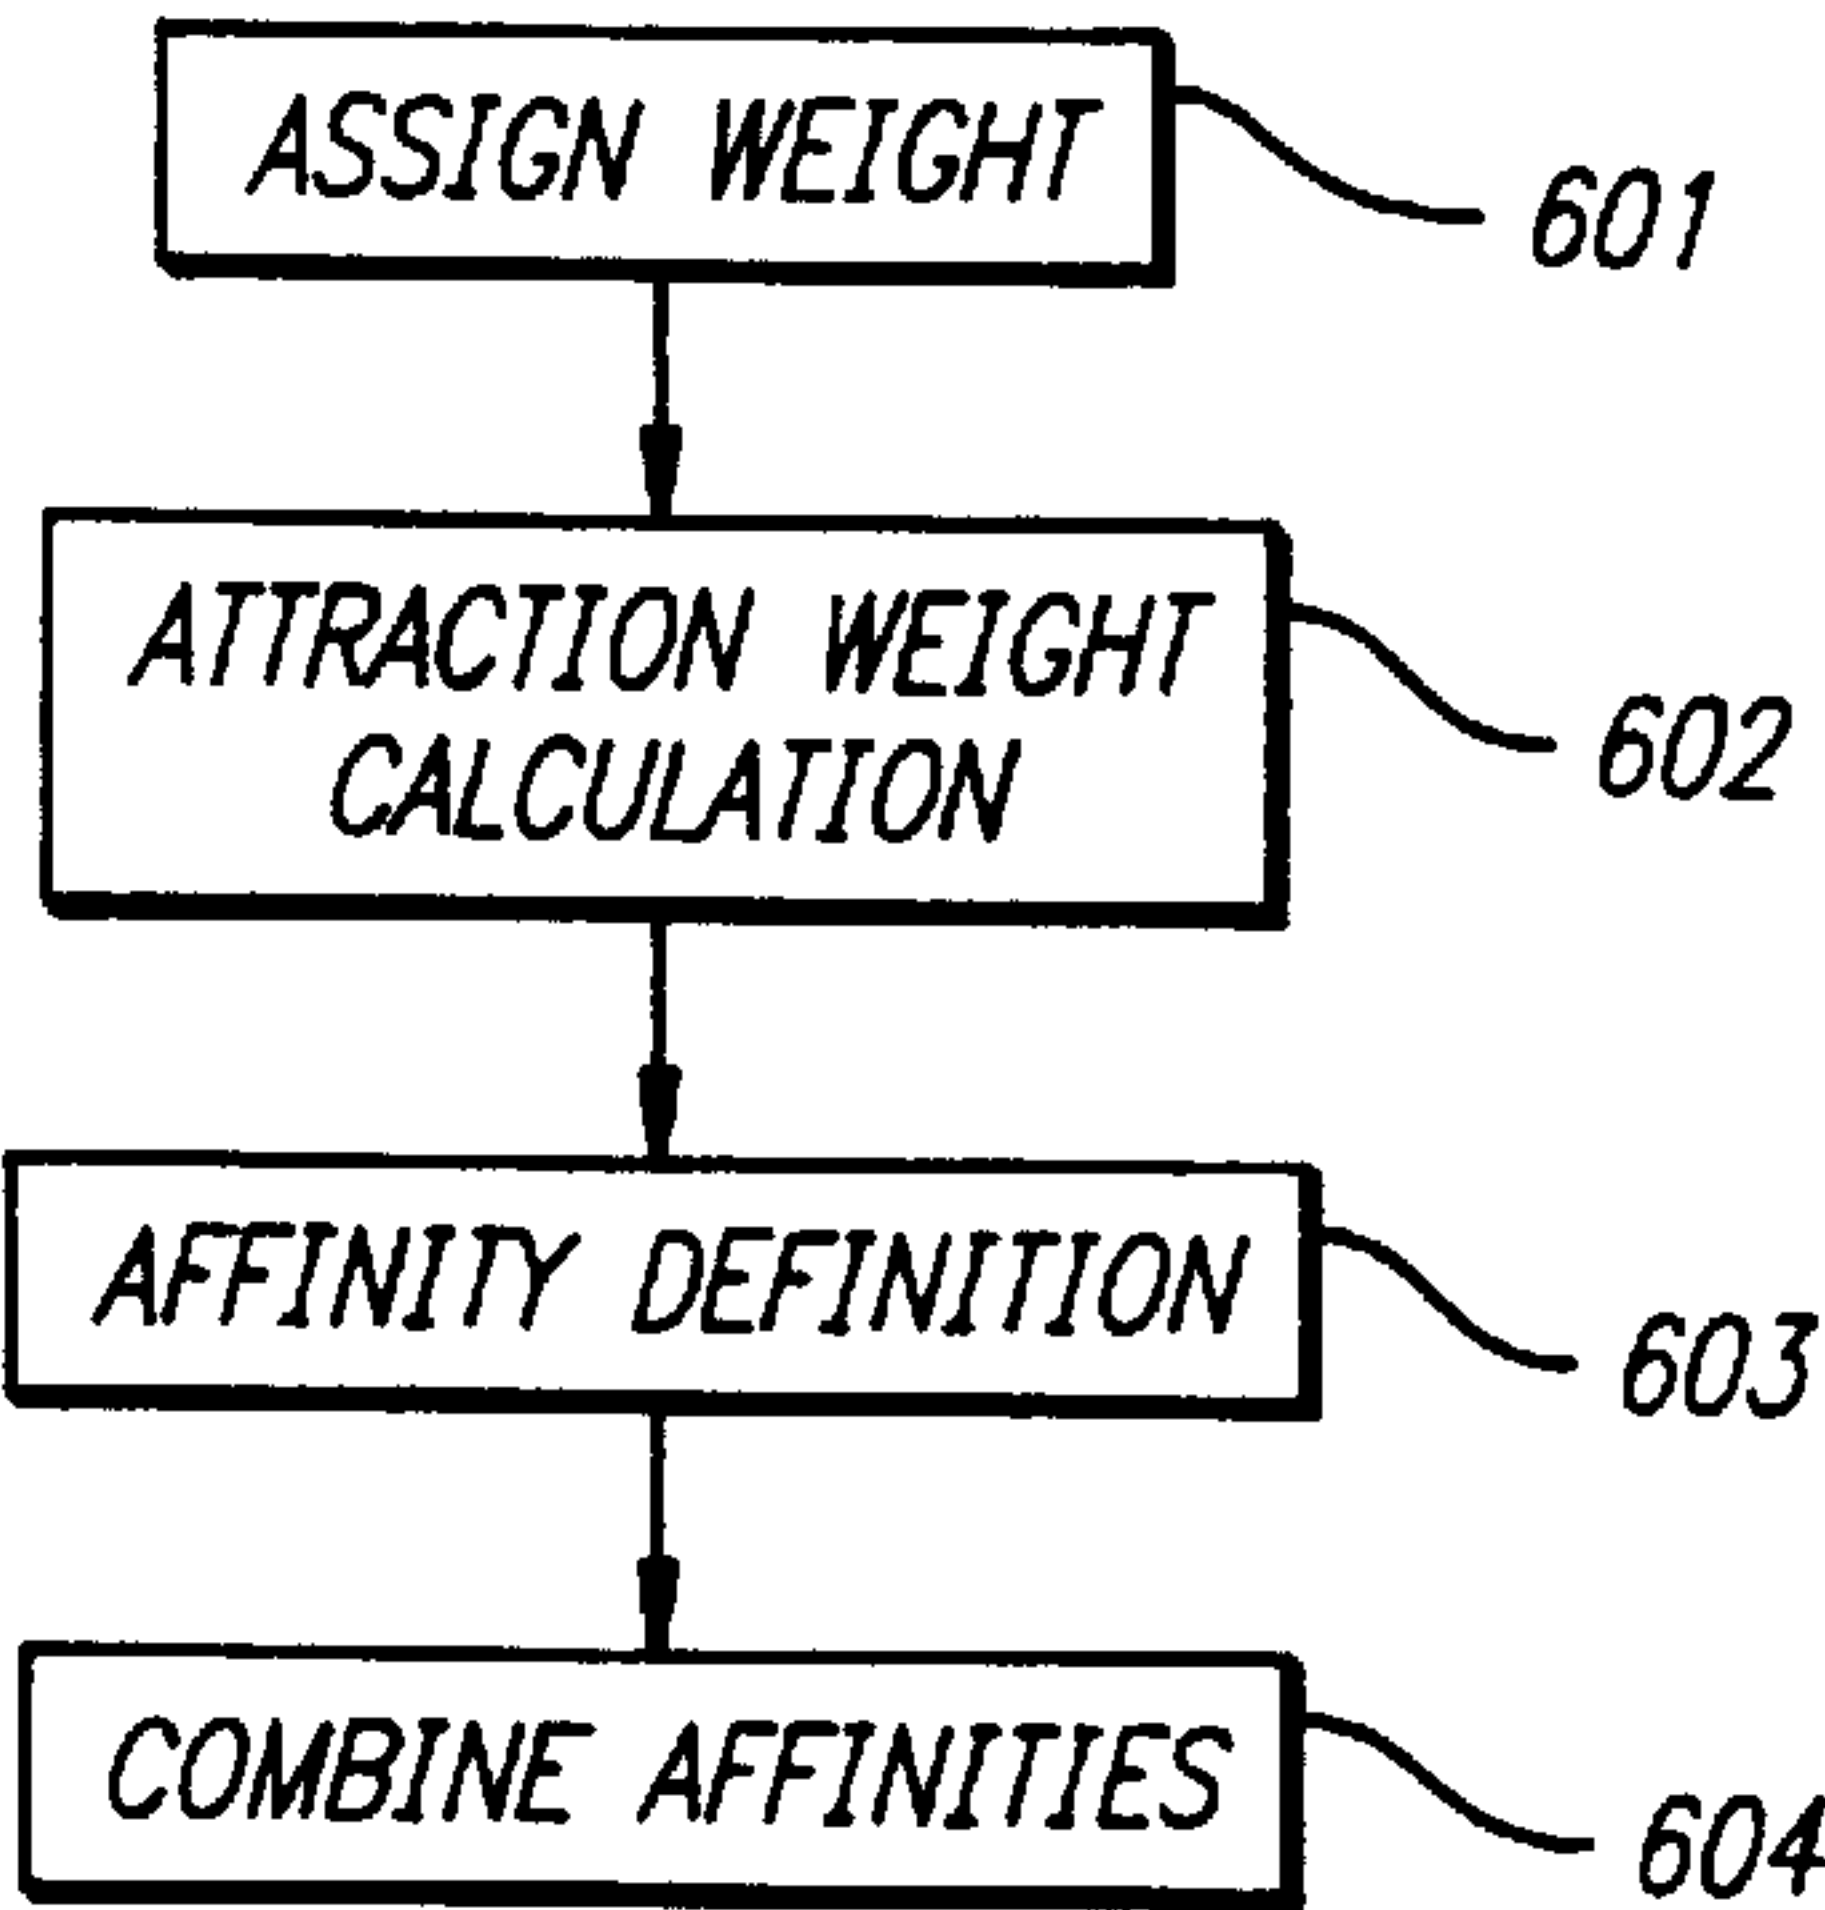 ASSIGN WEIGHT
601
ATTRACTION WEIGHT
CALCULATION
602
AFFINITY DEFINITION
603
COMBINE AFFINITIES
604